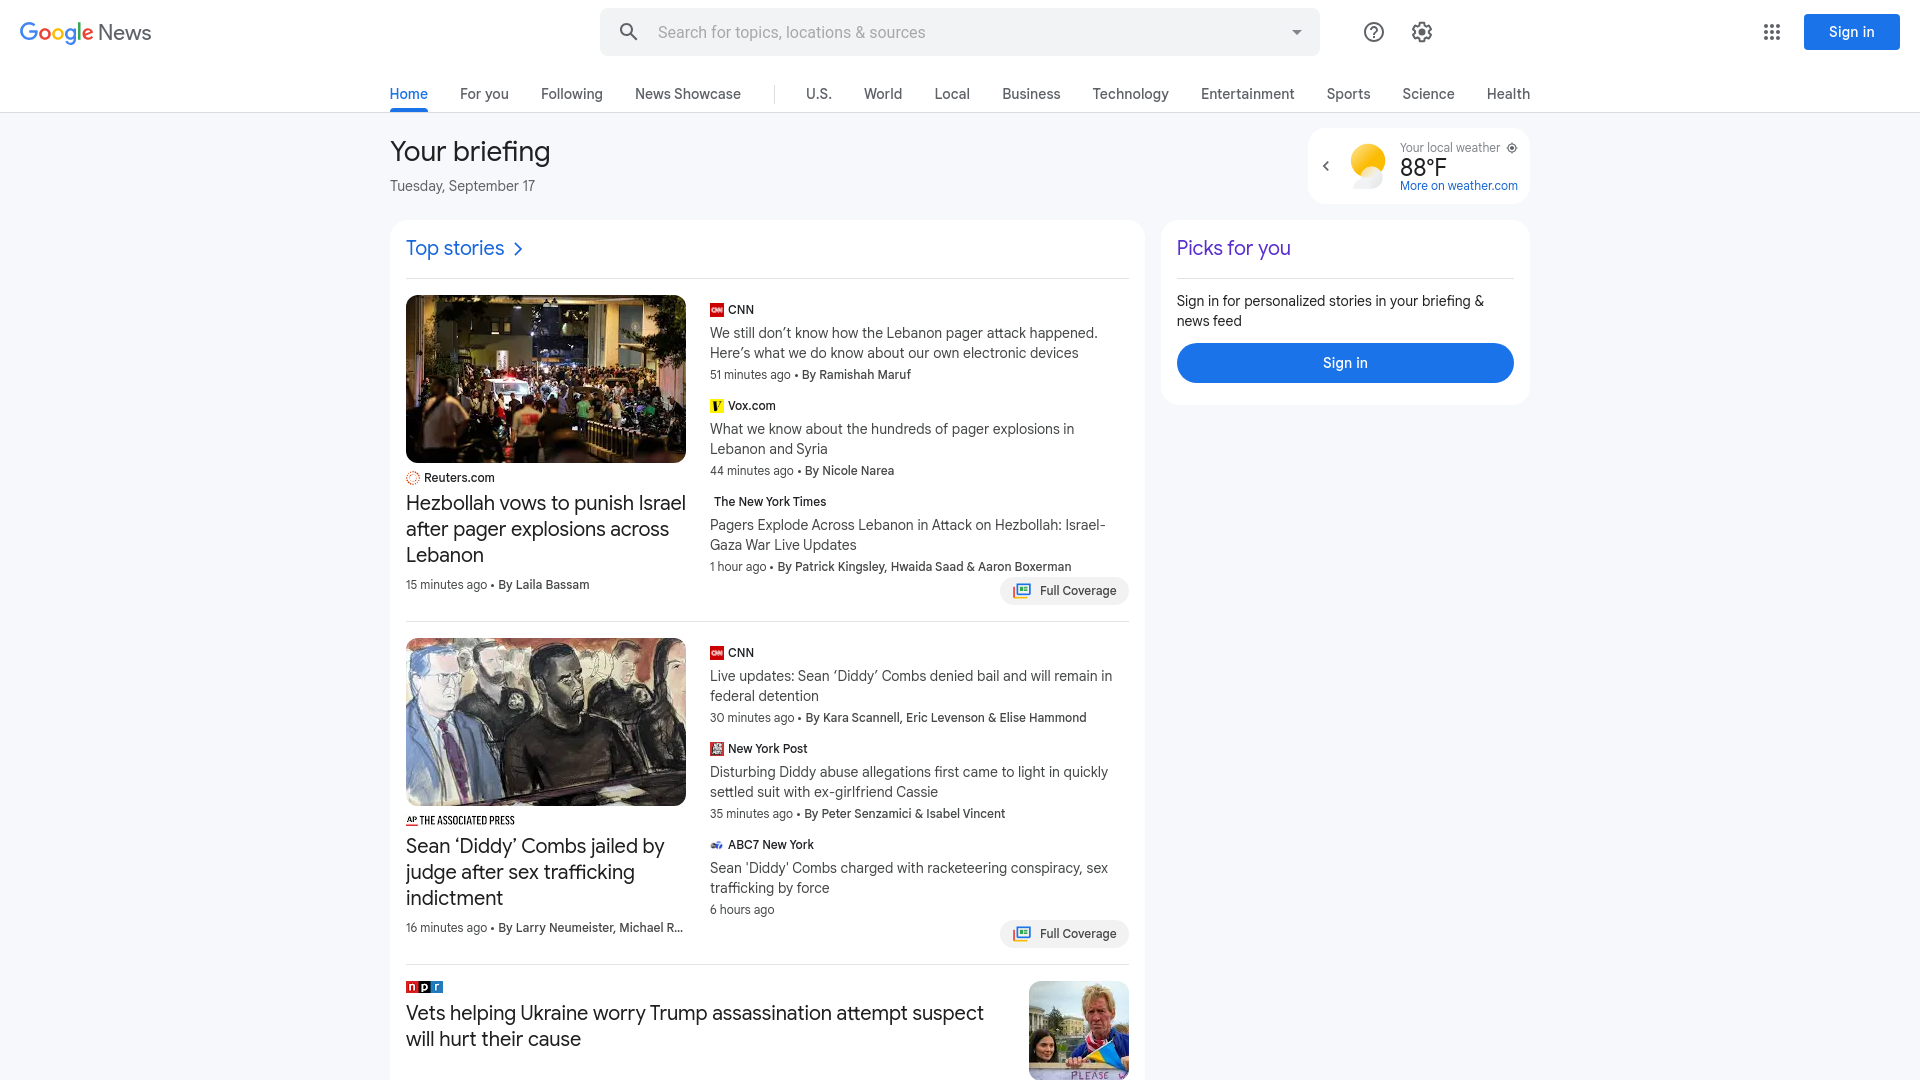 Google News
Search for topics, locations & sources
Sign in
Home
For you
Following
News Showcase
U.S.
World
Local
Business
Technology
Entertainment
Sports
Science
Health
Your briefing
Tuesday, September 17
Your local weather
88°F
More on weather.com
Top stories
Reuters.com
Hezbollah vows to punish Israel
after pager explosions across
Lebanon
15 minutes ago • By Laila Bassam
CNN
We still don’t know how the Lebanon pager attack happened.
Here’s what we do know about our own electronic devices
51 minutes ago • By Ramishah Maruf
Vox.com
What we know about the hundreds of pager explosions in
Lebanon and Syria
44 minutes ago • By Nicole Narea
The New York Times
Pagers Explode Across Lebanon in Attack on Hezbollah: Israel-
Gaza War Live Updates
1 hour ago • By Patrick Kingsley, Hwaida Saad & Aaron Boxerman
Full Coverage
AP THE ASSOCIATED PRESS
Sean ‘Diddy’ Combs jailed by
judge after sex trafficking
indictment
16 minutes ago • By Larry Neumeister, Michael R...
CNN
Live updates: Sean ‘Diddy’ Combs denied bail and will remain in
federal detention
30 minutes ago • By Kara Scannell, Eric Levenson & Elise Hammond
New York Post
Disturbing Diddy abuse allegations first came to light in quickly
settled suit with ex-girlfriend Cassie
35 minutes ago • By Peter Senzamici & Isabel Vincent
ABC7 New York
Sean 'Diddy' Combs charged with racketeering conspiracy, sex
trafficking by force
6 hours ago
Full Coverage
npr
Vets helping Ukraine worry Trump assassination attempt suspect
will hurt their cause
PLEASE
Picks for you
Sign in for personalized stories in your briefing &
news feed
Sign in